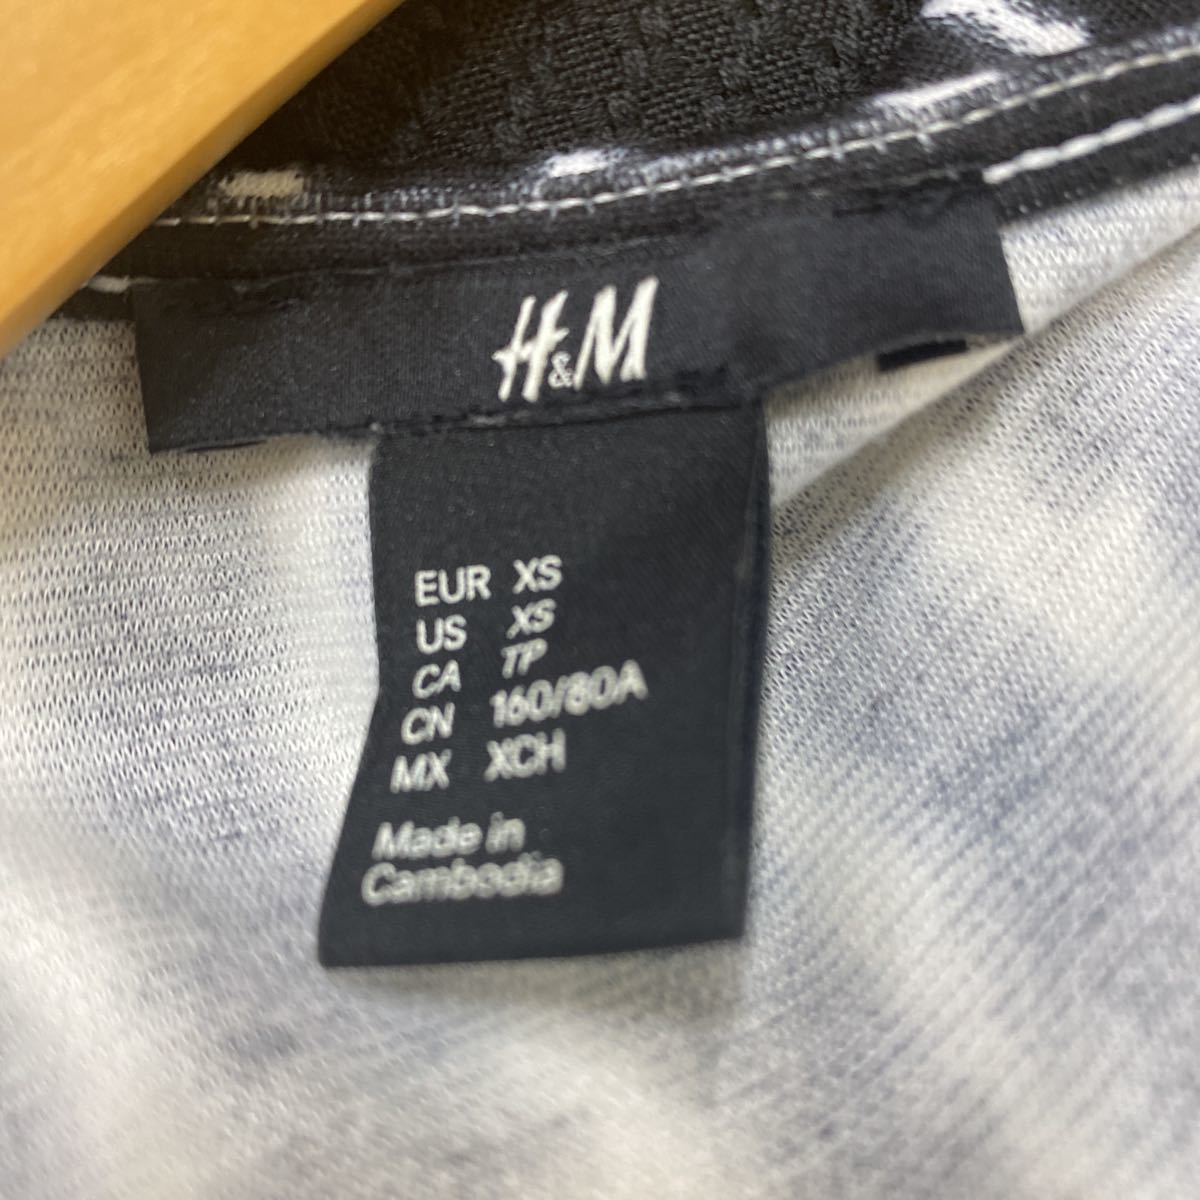 H&M
EUR XS
US XS
CA TP
CN 160/80A
MX XCH
Made in
Cambodia